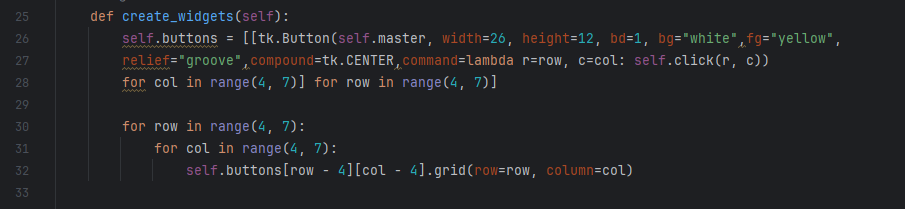 25 def create_widgets(self):
26 self.buttons = [[tk.Button(self.master, width=26, height=12, bd=1, bg="white",fg="yellow",
27 relief="groove",compound=tk.CENTER,command=lambda r=row, c=col: self.click(r, c))
28 for col in range(4, 7)] for row in range(4, 7)]
29
30 for row in range(4, 7):
31 for col in range(4, 7):
32 self.buttons[row - 4][col - 4].grid(row=row, column=col)
33